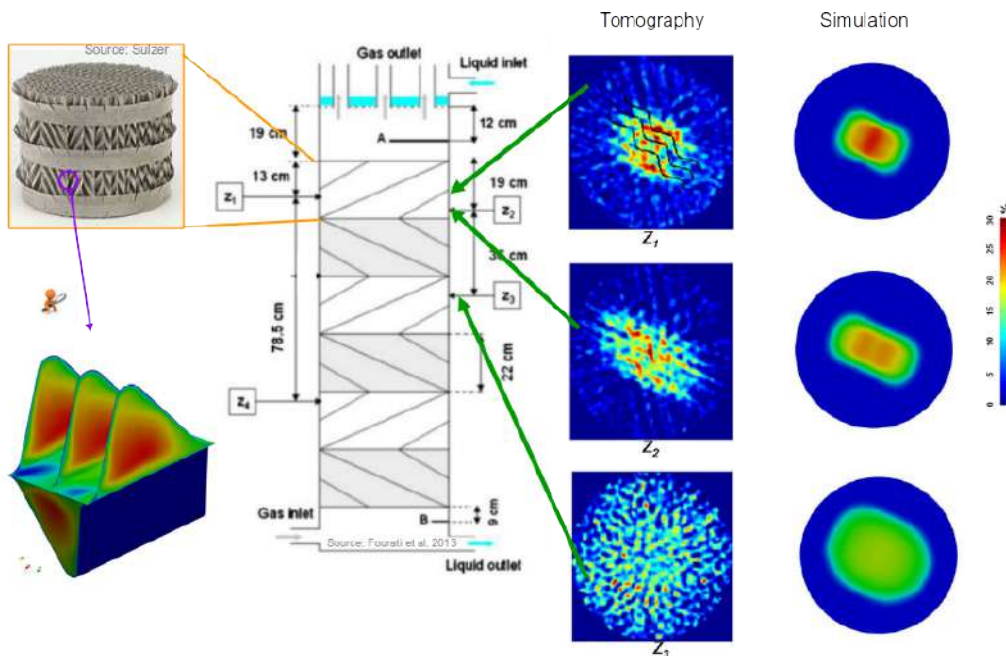 Tomography
Simulation
Source: Sulzer
Gas outlet
Liquid inlet
19 cm
12 cm
A
13 cm
19 cm
z₁
z₂
35 cm
z₃
78.5 cm
22 cm
z₄
Gas inlet
B
9 cm
Source: Fourati et al, 2013
Liquid outlet
Z₁
Z₂
Z₁
%
30
25
20
15
10
5
0